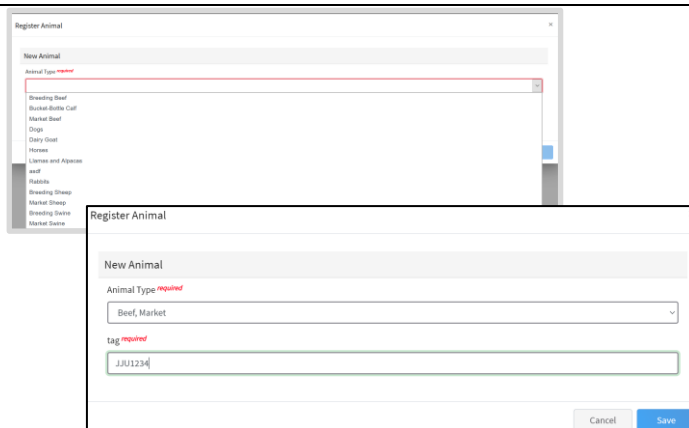 Register Animal ×
New Animal
Animal Type required
Breeding Beef
Bucket-Bottle Calf
Market Beef
Dogs
Dairy Goat
Horses
Llamas and Alpacas
asdf
Rabbits
Breeding Sheep
Market Sheep
Breeding Swine
Market Swine
Register Animal
New Animal
Animal Type required
Beef, Market
tag required
JJU1234
Cancel Save